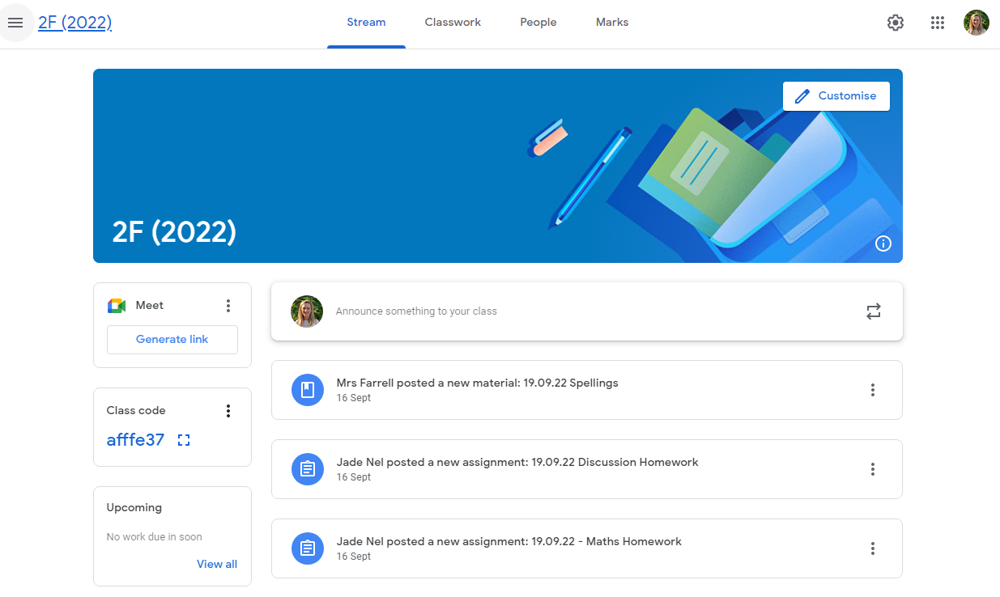 2F (2022)
Stream
Classwork
People
Marks
Customise
2F (2022)
Meet
Generate link
Class code
afffe37
Upcoming
No work due in soon
View all
Announce something to your class
Mrs Farrell posted a new material: 19.09.22 Spellings
16 Sept
Jade Nel posted a new assignment: 19.09.22 Discussion Homework
16 Sept
Jade Nel posted a new assignment: 19.09.22 - Maths Homework
16 Sept